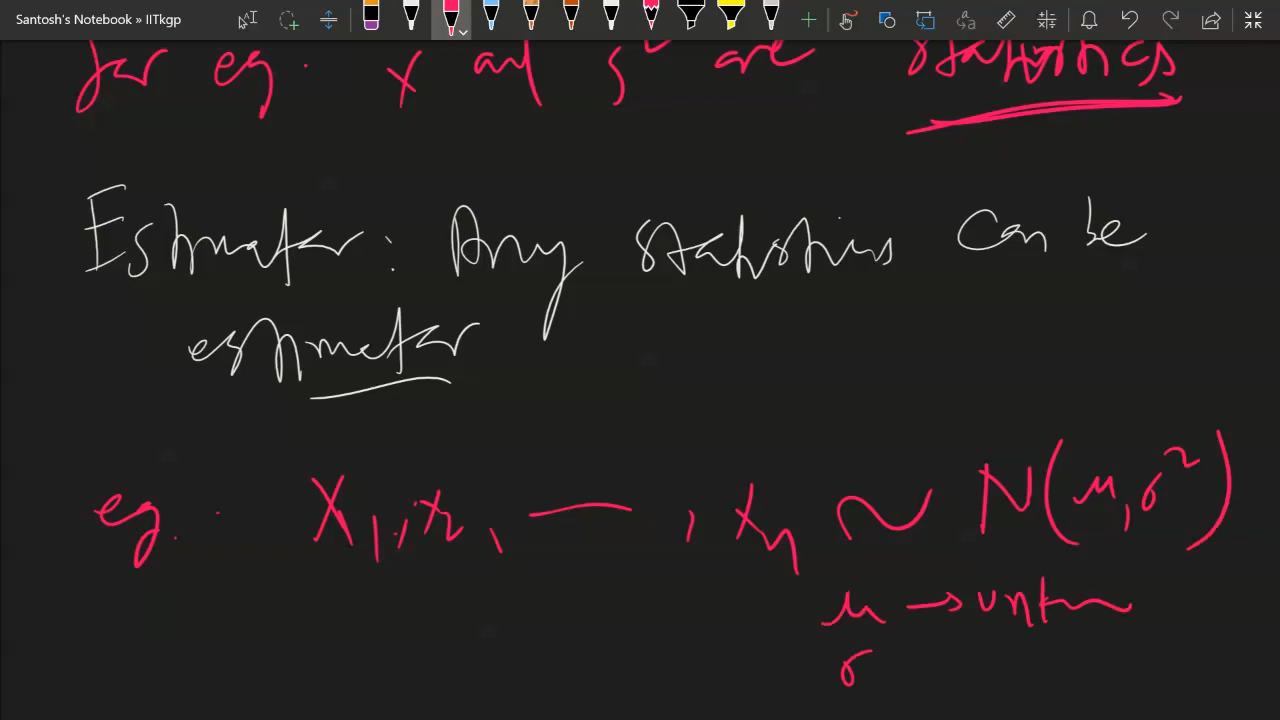 Santosh's Notebook » IITkgp
for eg. X and S² are statistics
Estimator: Any statistics can be
estimator
eg. X₁, X₂, — , Xₙ ~ N(μ, σ²)
μ → unkn
σ